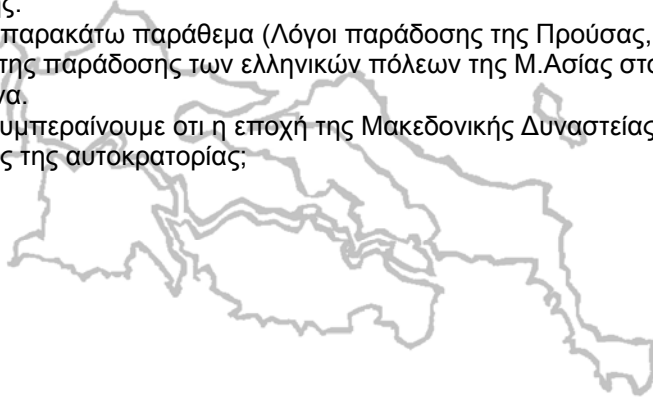 ης.
παρακάτω παράθεμα (Λόγοι παράδοσης της Προύσας,
της παράδοσης των ελληνικών πόλεων της Μ.Ασίας στο
να.
υμπεραίνουμε οτι η εποχή της Μακεδονικής Δυναστείας
ς της αυτοκρατορίας;